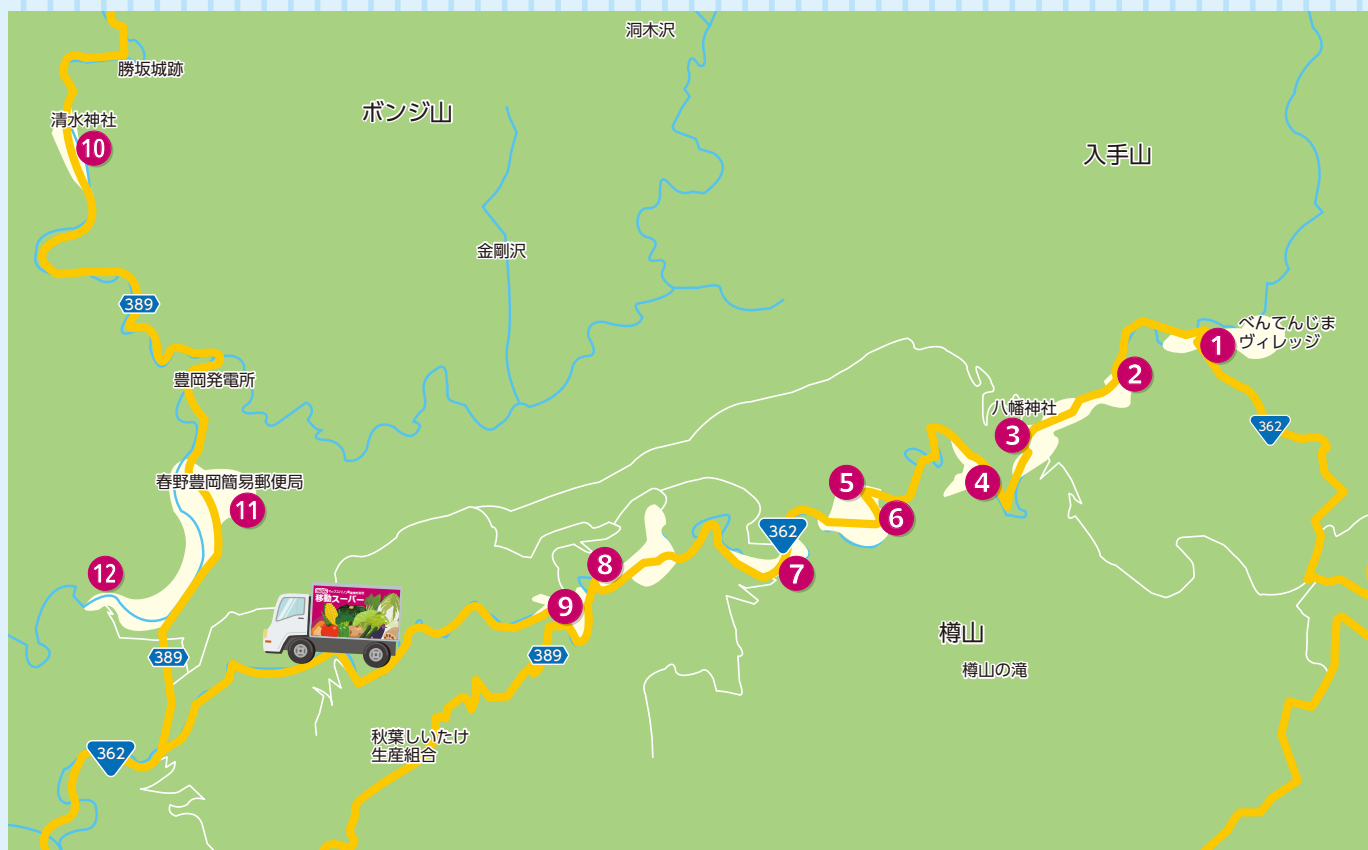 洞木沢
勝坂城跡
ボンジ山
清水神社
10
入手山
金剛沢
389
べんてんじま
ヴィレッジ
1
2
豊岡発電所
八幡神社
3
362
春野豊岡簡易郵便局
11
5
4
6
362
8
7
12
移動スーパー
9
389
389
樽山
樽山の滝
秋葉しいたけ
生産組合
362